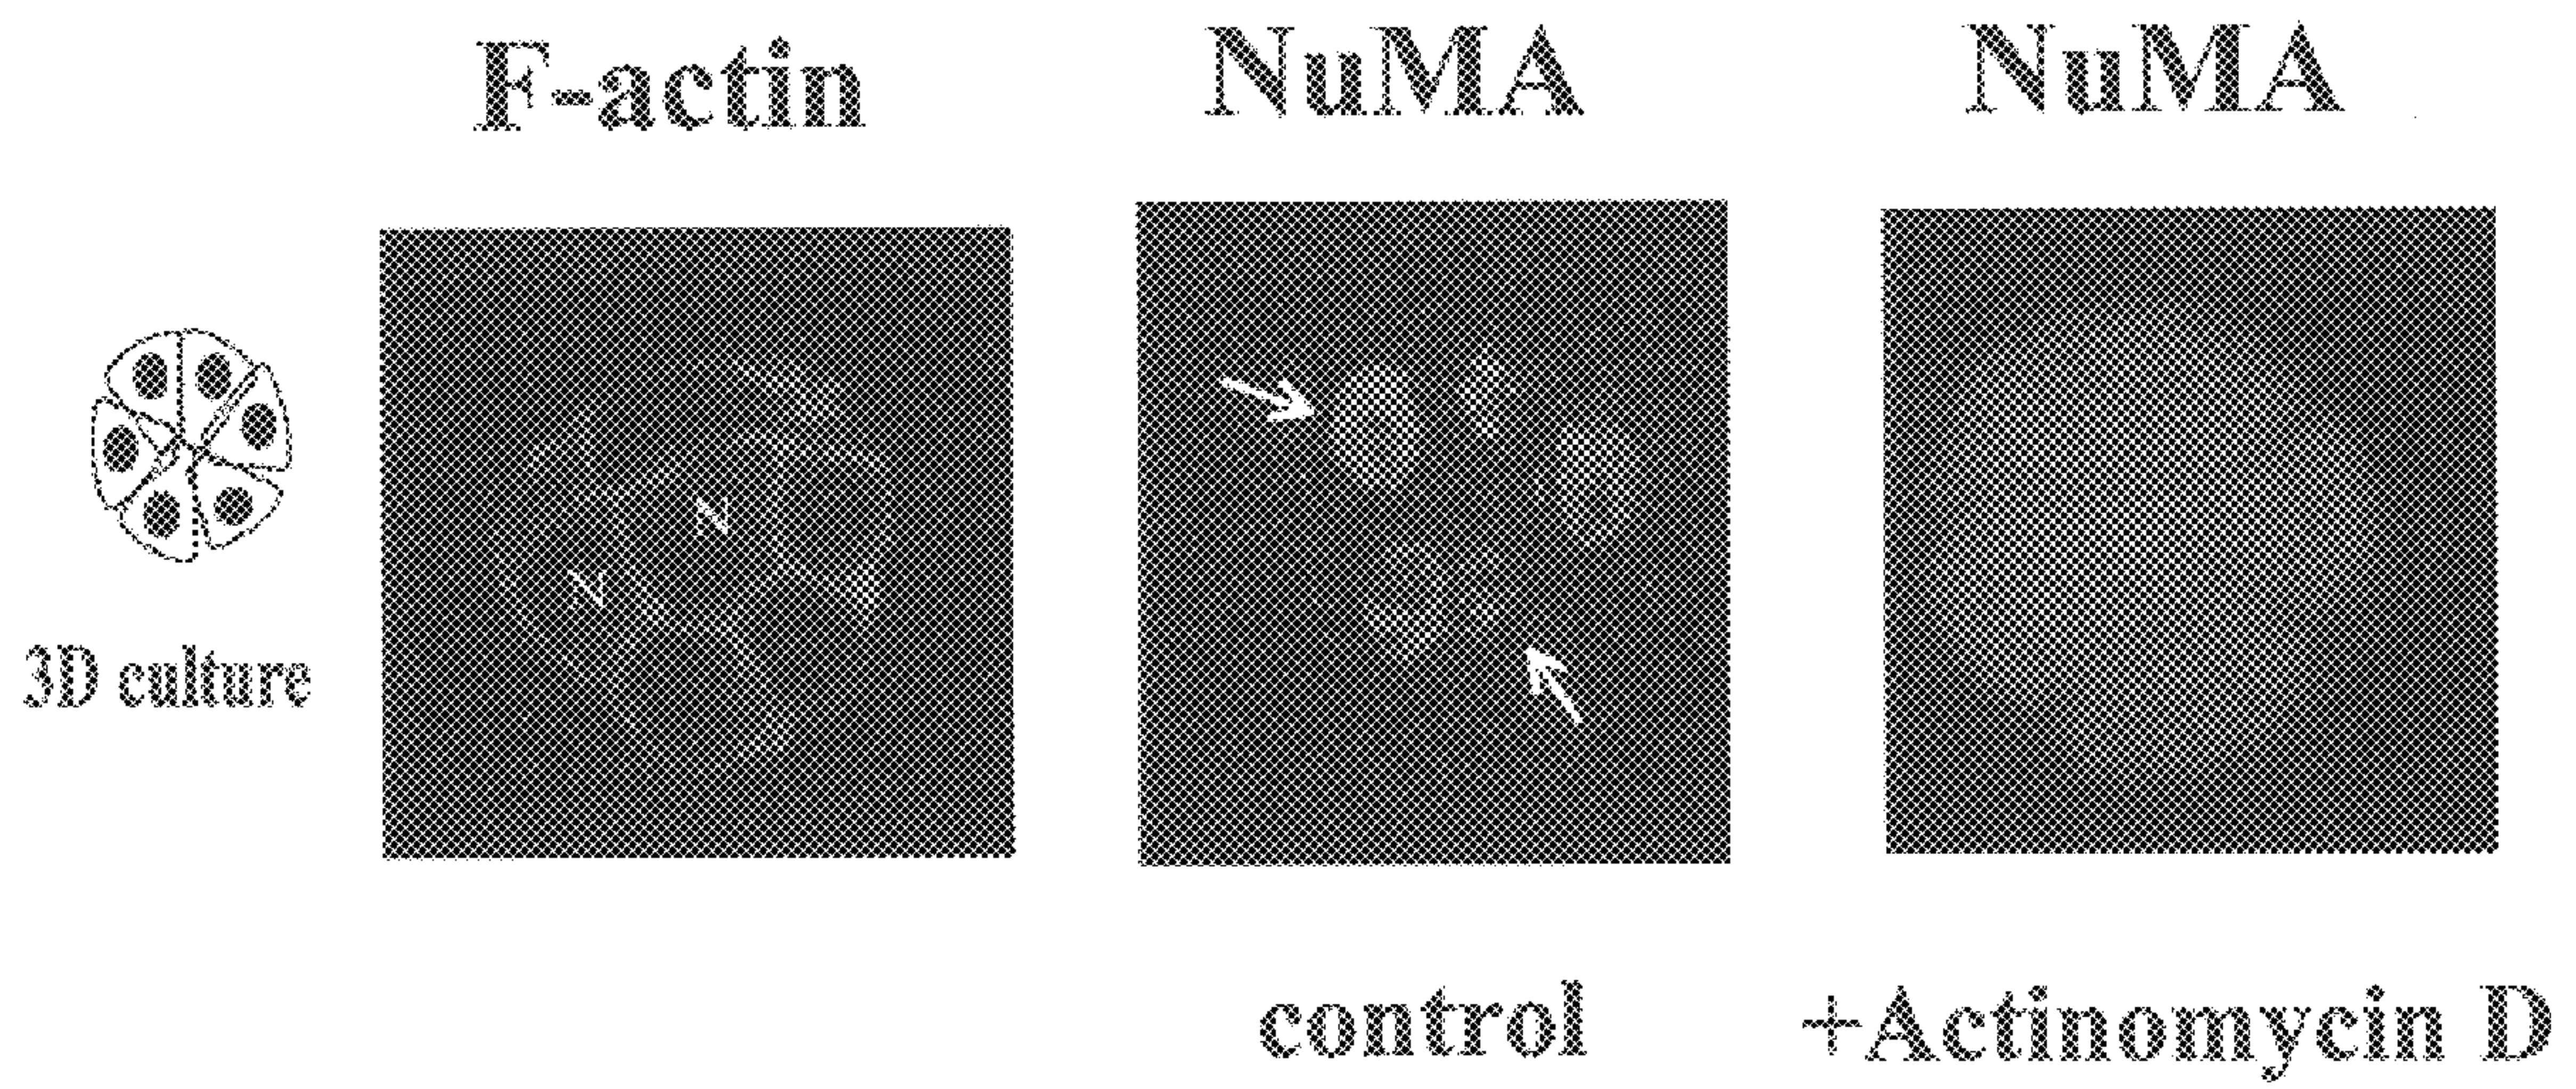 F-actin
NuMA
NuMA
N
N
3D culture
control
+Actinomycin D